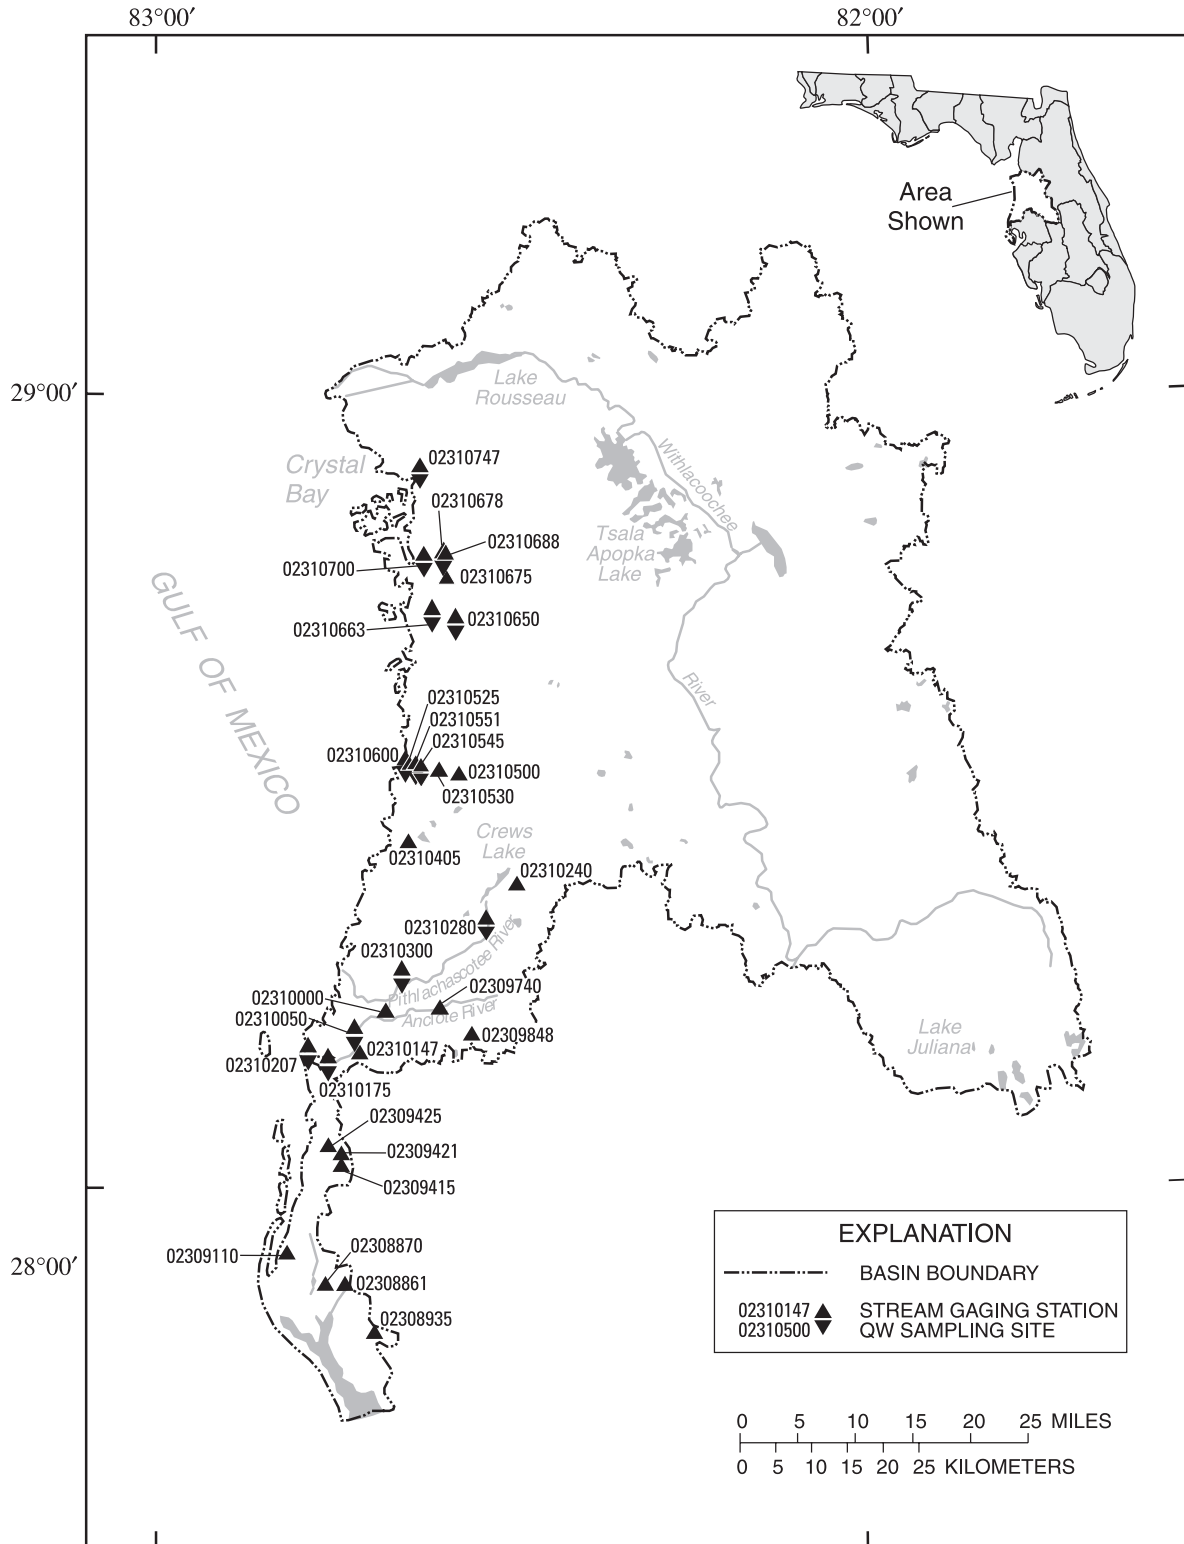 83°00′
82°00′
Area
Shown
29°00′
Lake
Rousseau
Withlacoochee
Crystal
Bay
02310747
02310678
02310688
Tsala
Apopka
Lake
02310700
02310675
02310650
02310663
GULF OF MEXICO
River
02310525
02310551
02310545
02310600
02310500
02310530
Crews
Lake
02310405
02310240
02310280
02310300
Pithlachascotee River
02309740
02310000
Anclote River
02310050
02309848
Lake
Juliana
02310147
02310207
02310175
02309425
02309421
02309415
28°00′
02309110
02308870
02308861
02308935
EXPLANATION
BASIN BOUNDARY
02310147 STREAM GAGING STATION
02310500 QW SAMPLING SITE
0 5 10 15 20 25 MILES
0 5 10 15 20 25 KILOMETERS